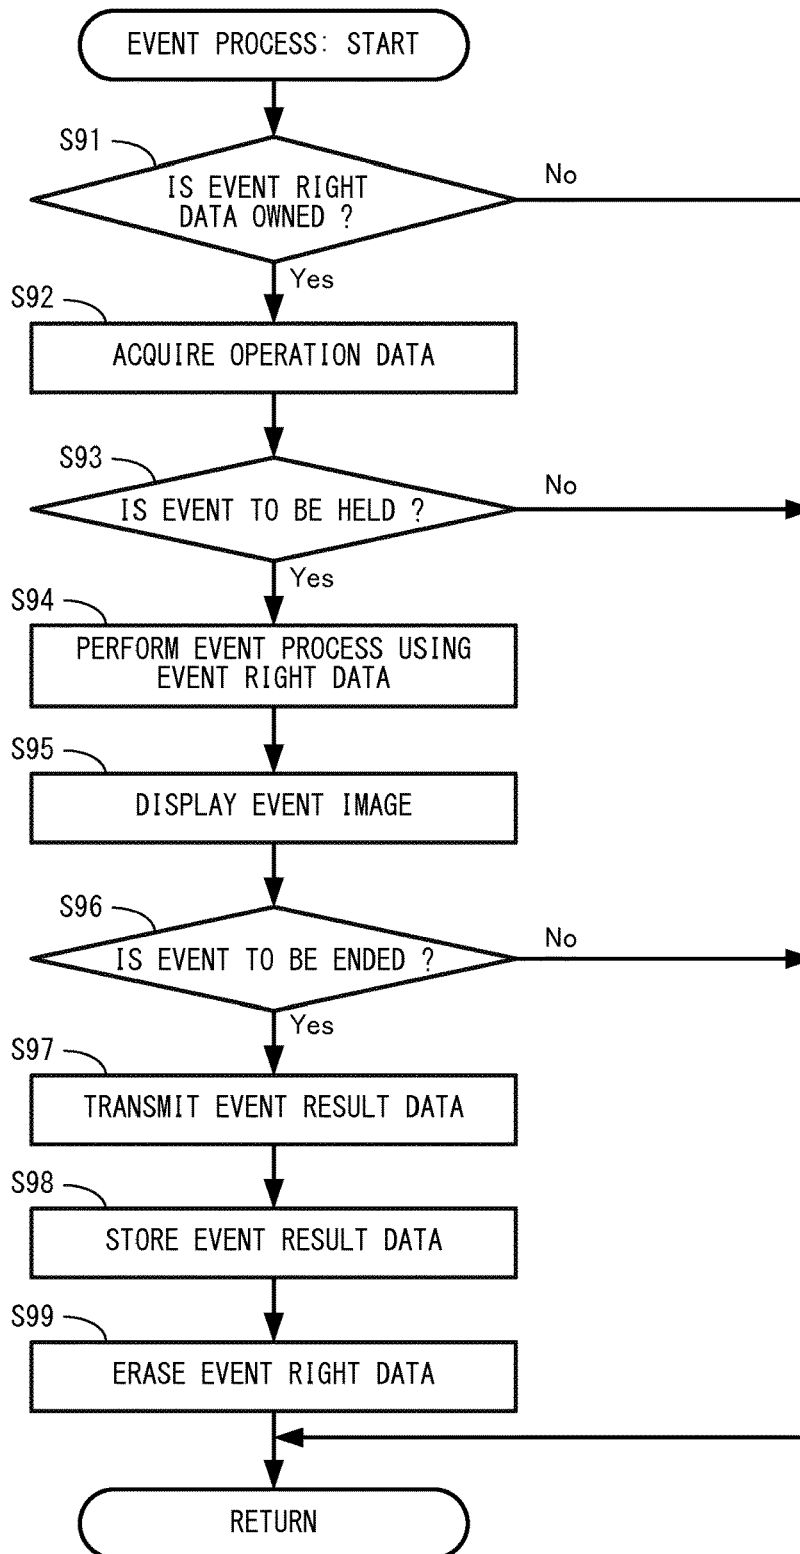 EVENT PROCESS: START
S91
IS EVENT RIGHT
DATA OWNED ?
No
Yes
S92
ACQUIRE OPERATION DATA
S93
IS EVENT TO BE HELD ?
No
Yes
S94
PERFORM EVENT PROCESS USING
EVENT RIGHT DATA
S95
DISPLAY EVENT IMAGE
S96
IS EVENT TO BE ENDED ?
No
Yes
S97
TRANSMIT EVENT RESULT DATA
S98
STORE EVENT RESULT DATA
S99
ERASE EVENT RIGHT DATA
RETURN